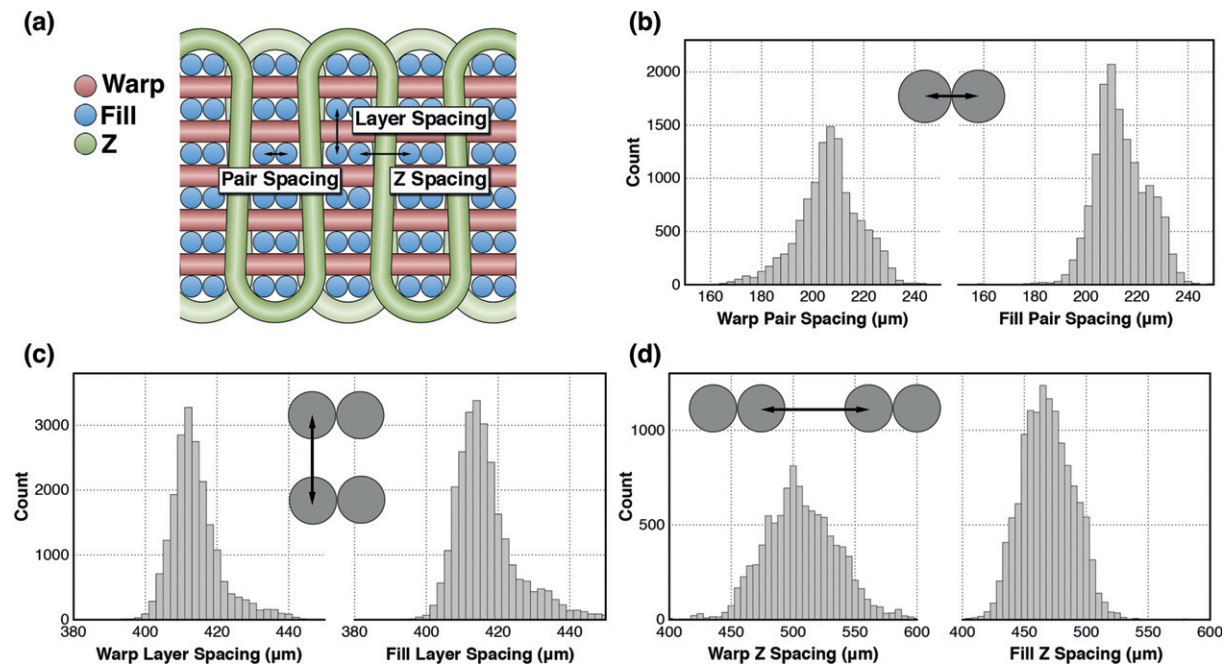 (a)
Warp
Fill
Z
Layer Spacing
Pair Spacing
Z Spacing
(b)
Count
2000
1500
1000
500
0
160 180 200 220 240
160 180 200 220 240
Warp Pair Spacing (µm)
Fill Pair Spacing (µm)
(c)
Count
3000
2000
1000
0
380 400 420 440
380 400 420 440
Warp Layer Spacing (µm)
Fill Layer Spacing (µm)
(d)
Count
1000
500
0
400 450 500 550 600
400 450 500 550 600
Warp Z Spacing (µm)
Fill Z Spacing (µm)